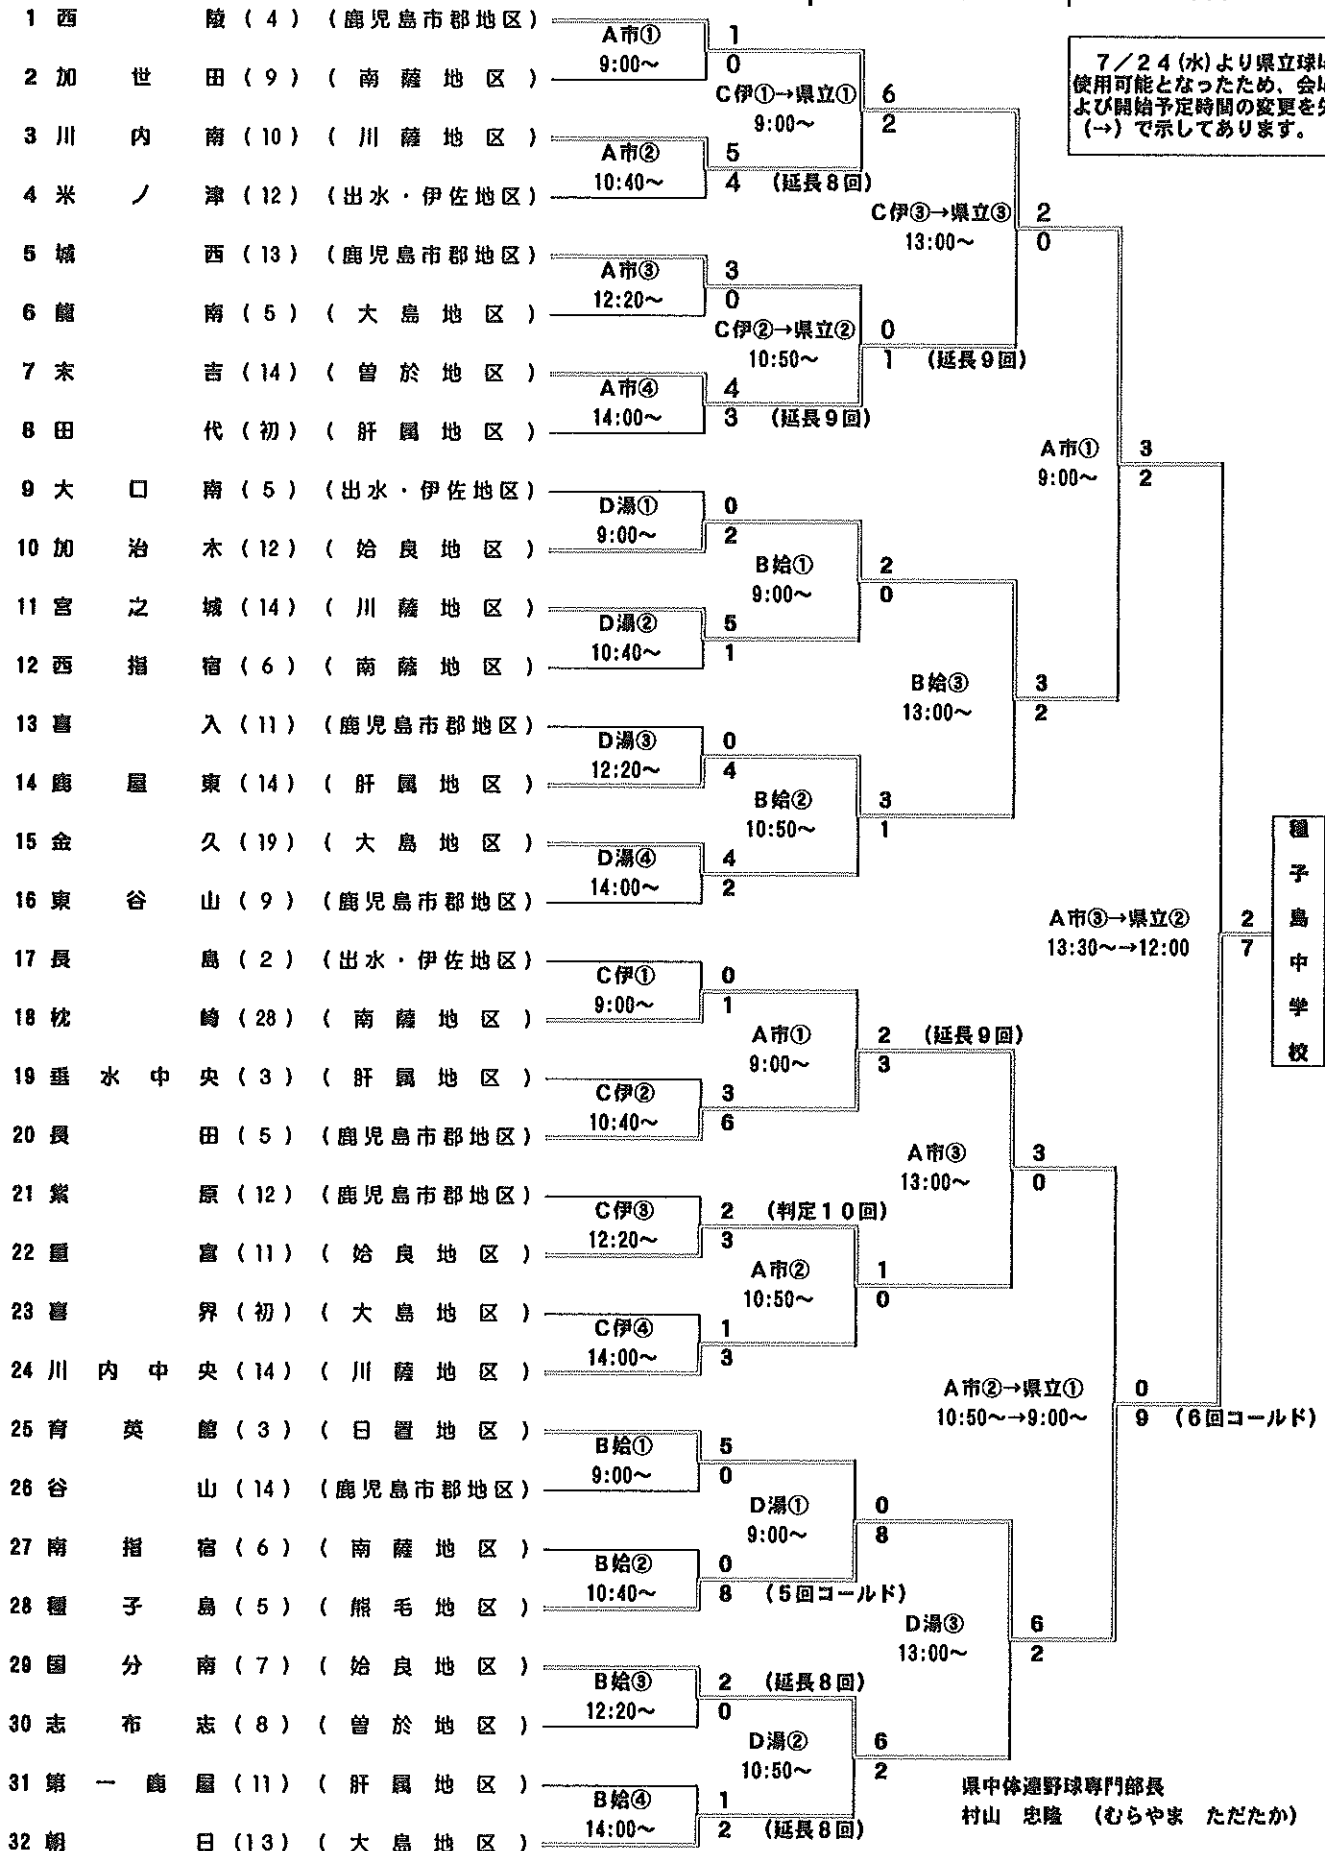 1 西陵(4) (鹿児島市郡地区)
2 加世田(9) (南薩地区)
3 川内南(10) (川薩地区)
4 米ノ津(12) (出水・伊佐地区)
5 城西(13) (鹿児島市郡地区)
6 龍南(5) (大島地区)
7 末吉(14) (曽於地区)
8 田代(初) (肝属地区)
9 大口南(5) (出水・伊佐地区)
10 加治木(12) (姶良地区)
11 宮之城(14) (川薩地区)
12 西指宿(6) (南薩地区)
13 喜入(11) (鹿児島市郡地区)
14 鹿屋東(14) (肝属地区)
15 金久(19) (大島地区)
16 東谷山(9) (鹿児島市郡地区)
17 長島(2) (出水・伊佐地区)
18 枕崎(28) (南薩地区)
19 垂水中央(3) (肝属地区)
20 長田(5) (鹿児島市郡地区)
21 紫原(12) (鹿児島市郡地区)
22 重富(11) (姶良地区)
23 喜界(初) (大島地区)
24 川内中央(14) (川薩地区)
25 育英館(3) (日置地区)
26 谷山(14) (鹿児島市郡地区)
27 南指宿(6) (南薩地区)
28 種子島(5) (熊毛地区)
29 国分南(7) (姶良地区)
30 志布志(8) (曽於地区)
31 第一鹿屋(11) (肝属地区)
32 朝日(13) (大島地区)
A市① 1
9:00～ 0
A市② 5
10:40～ 4 (延長8回)
A市③ 3
12:20～ 0
A市④ 4
14:00～ 3 (延長9回)
D湯① 0
9:00～ 2
D湯② 5
10:40～ 1
D湯③ 0
12:20～ 4
D湯④ 4
14:00～ 2
C伊① 0
9:00～ 1
C伊② 3
10:40～ 6
C伊③ 2 (判定10回)
12:20～ 3
C伊④ 1
14:00～ 3
B姶① 5
9:00～ 0
B姶② 0
10:40～ 8 (5回コールド)
B姶③ 2 (延長8回)
12:20～ 0
B姶④ 1
14:00～ 2 (延長8回)
C伊①→県立① 6
9:00～ 2
C伊②→県立② 0
10:50～ 1 (延長9回)
B姶① 2
9:00～ 0
B姶② 3
10:50～ 1
A市① 2 (延長9回)
9:00～ 3
A市② 1
10:50～ 0
D湯① 0
9:00～ 8
D湯② 6
10:50～ 2
C伊③→県立③ 2
13:00～ 0
B姶③ 3
13:00～ 2
A市③ 3
13:00～ 0
D湯③ 6
13:00～ 2
A市① 3
9:00～ 2
A市②→県立① 0
10:50～→9:00～ 9 (6回コールド)
A市③→県立② 2
13:30～→12:00 7
種子島中学校
7/24(水)より県立球
使用可能となったため、会
よび開始予定時間の変更を
(→)で示してあります。
県中体連野球専門部長
村山 忠隆 (むらやま ただたか)